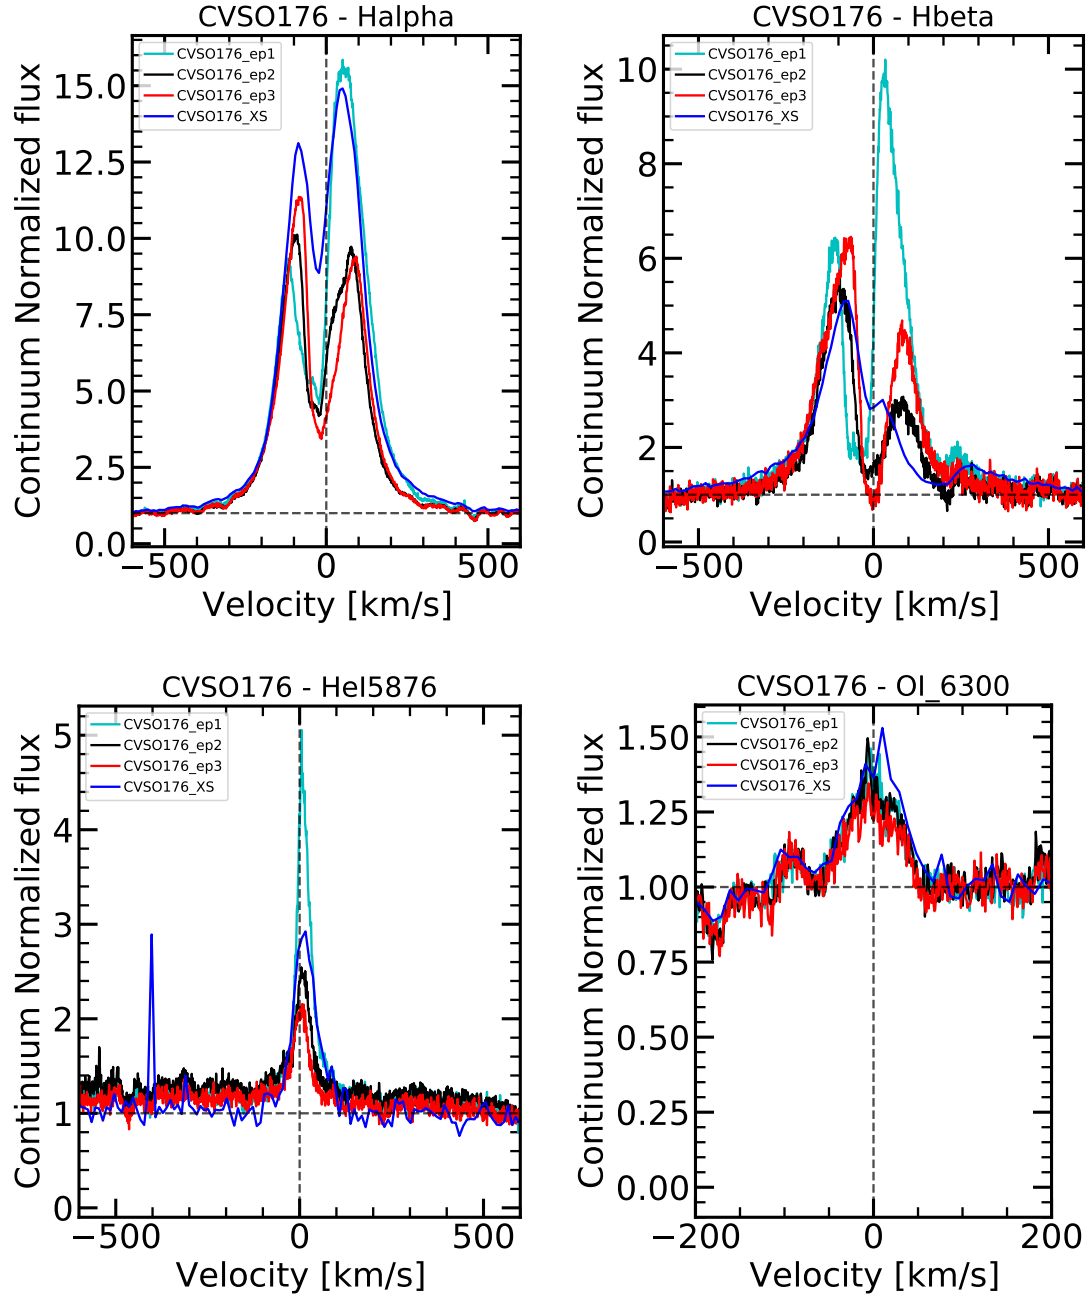 CVSO176 - Halpha
CVSO176_ep1
CVSO176_ep2
CVSO176_ep3
CVSO176_XS
Continuum Normalized flux
15.0
12.5
10.0
7.5
5.0
2.5
0.0
−500
0
500
Velocity [km/s]
CVSO176 - Hbeta
CVSO176_ep1
CVSO176_ep2
CVSO176_ep3
CVSO176_XS
Continuum Normalized flux
10
8
6
4
2
0
−500
0
500
Velocity [km/s]
CVSO176 - HeI5876
CVSO176_ep1
CVSO176_ep2
CVSO176_ep3
CVSO176_XS
Continuum Normalized flux
5
4
3
2
1
0
−500
0
500
Velocity [km/s]
CVSO176 - OI_6300
CVSO176_ep1
CVSO176_ep2
CVSO176_ep3
CVSO176_XS
Continuum Normalized flux
1.50
1.25
1.00
0.75
0.50
0.25
0.00
−200
0
200
Velocity [km/s]